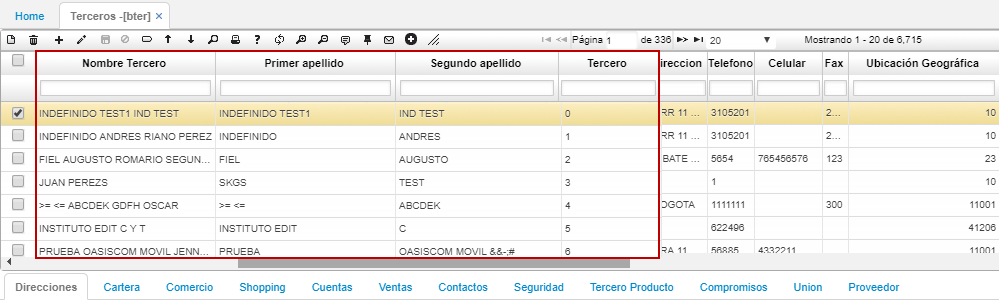 Home Terceros -[bter] ×
Página 1 de 336 20 Mostrando 1 - 20 de 6,715
Nombre Tercero Primer apellido Segundo apellido Tercero ireccion Telefono Celular Fax Ubicación Geográfica
INDEFINIDO TEST1 IND TEST INDEFINIDO TEST1 IND TEST 0 RR 11 ... 3105201 2... 10
INDEFINIDO ANDRES RIANO PEREZ INDEFINIDO ANDRES 1 RR 11 ... 3105201 2... 10
FIEL AUGUSTO ROMARIO SEGUN... FIEL AUGUSTO 2 BATE ... 5654 765456576 123 23
JUAN PEREZS SKGS TEST 3 1 10
>= <= ABCDEK GDFH OSCAR >= <= ABCDEK 4 OGOTA 1111111 300 11001
INSTITUTO EDIT C Y T INSTITUTO EDIT C 5 622496 41206
PRUEBA OASISCOM MOVIL JENN... PRUEBA OASISCOM MOVIL &&-;# 6 RA 11 ... 56885 4332211 11001
Direcciones Cartera Comercio Shopping Cuentas Ventas Contactos Seguridad Tercero Producto Compromisos Union Proveedor